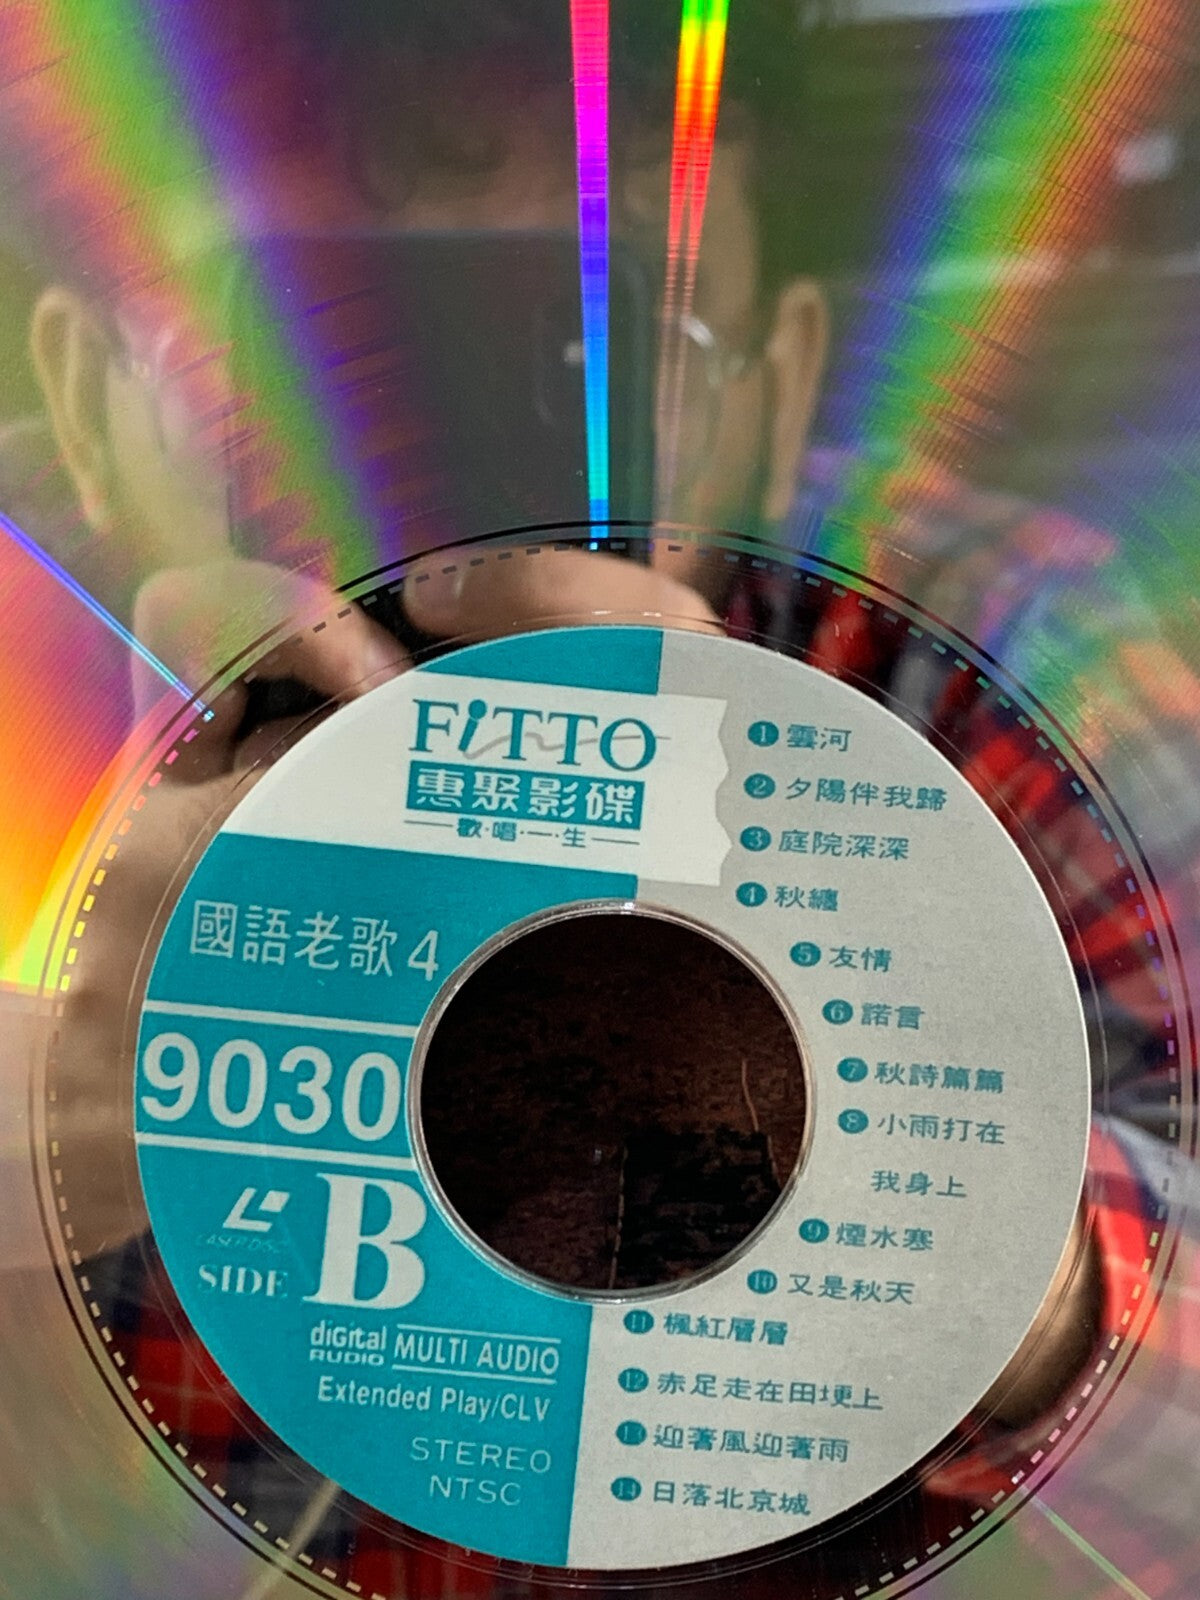 FiTTO
惠聚影碟
歡·唱·一·生
國語老歌4
9030
LASER DISC
SIDE B
diGital AUDIO MULTI AUDIO
Extended Play/CLV
STEREO
NTSC
1 雲河
2 夕陽伴我歸
3 庭院深深
4 秋纏
5 友情
6 諾言
7 秋詩篇篇
8 小雨打在
我身上
9 煙水寒
10 又是秋天
11 楓紅層層
12 赤足走在田埂上
13 迎著風迎著雨
14 日落北京城